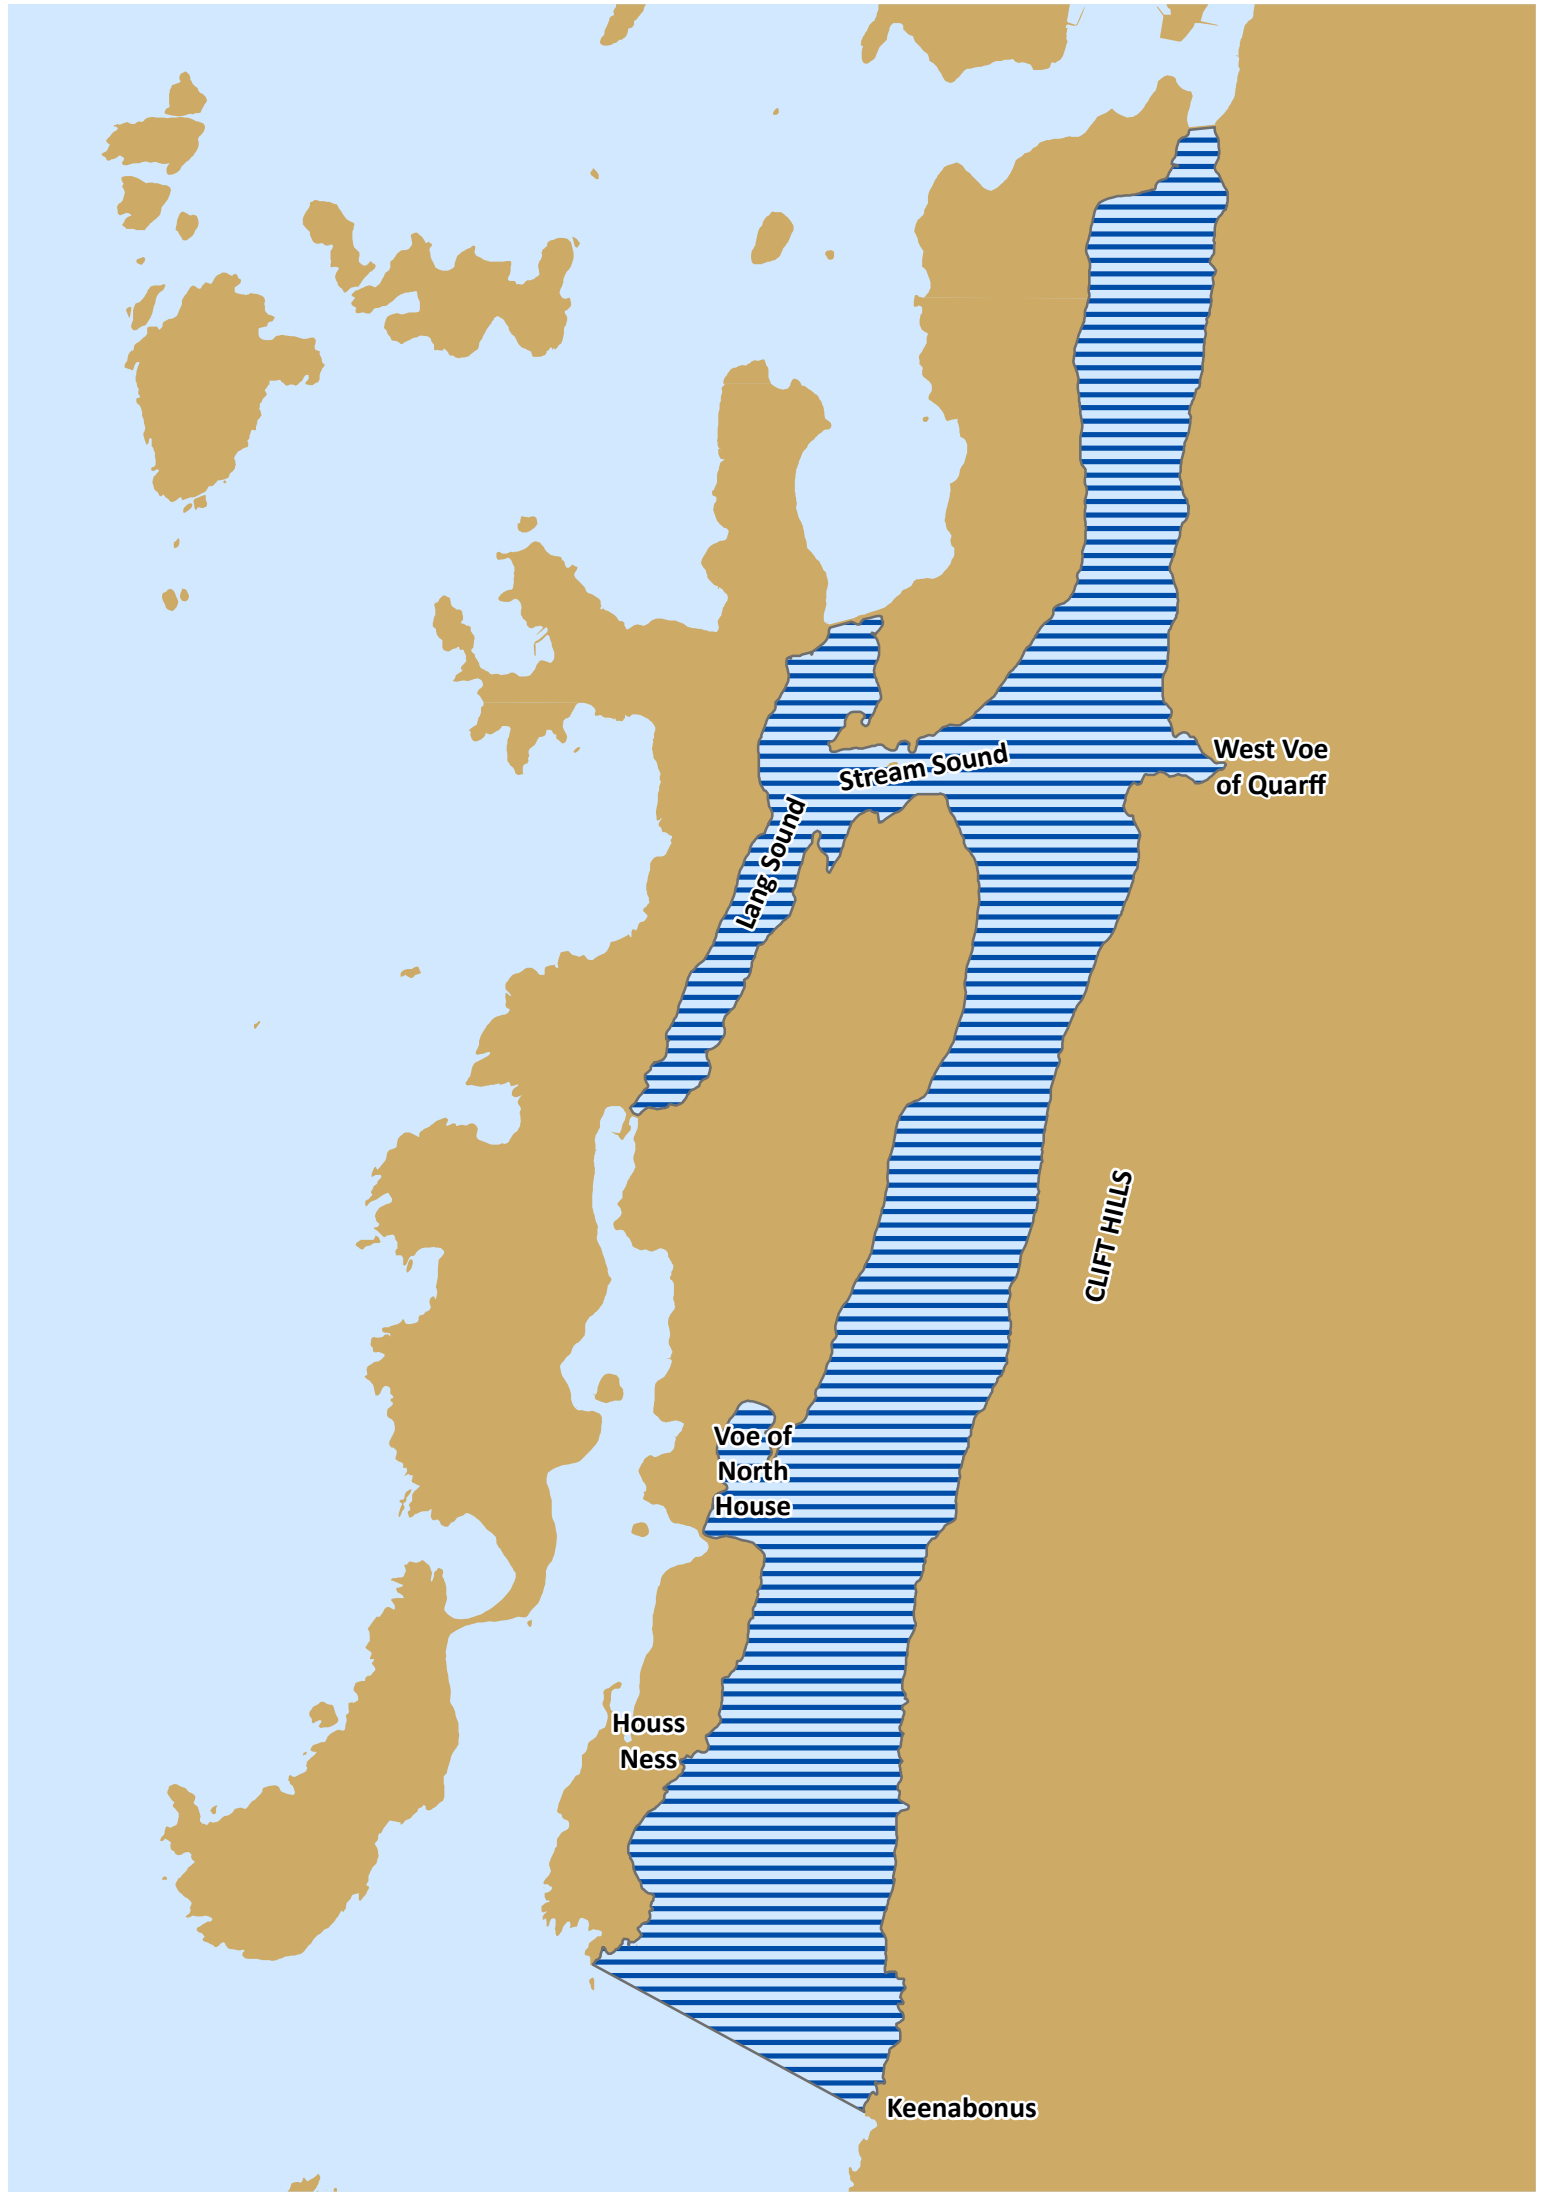 West Voe
of Quarff
Stream Sound
Lang Sound
CLIFT HILLS
Voe of
North
House
Houss
Ness
Keenabonus